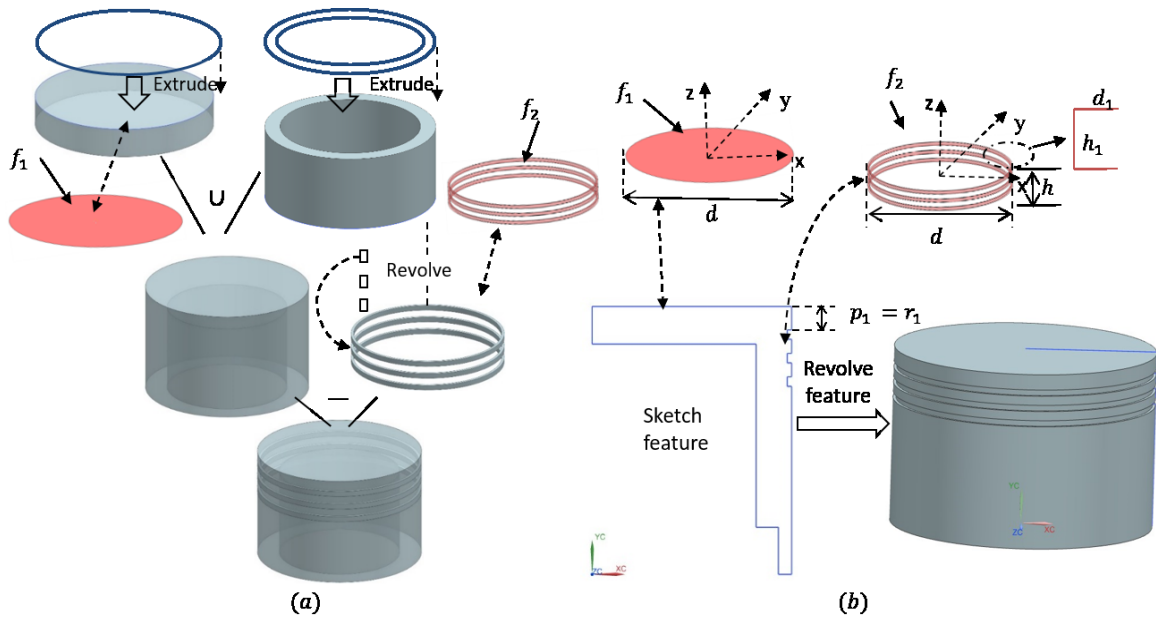 Extrude
Extrude
f₁
f₂
∪
Revolve
—
(a)
f₁
z
y
x
d
f₂
z
y
x
d₁
h₁
h
d
p₁ = r₁
Revolve
feature
Sketch
feature
YC
ZC
XC
YC
ZC
XC
(b)